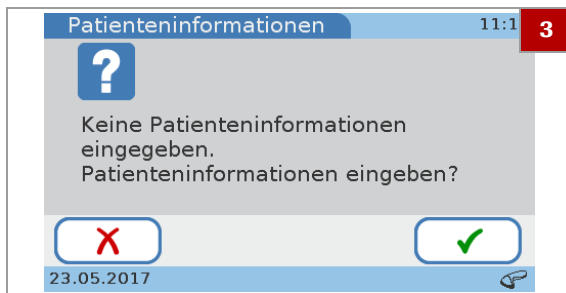 Patienteninformationen 11:1
3
Keine Patienteninformationen
eingegeben.
Patienteninformationen eingeben?
23.05.2017